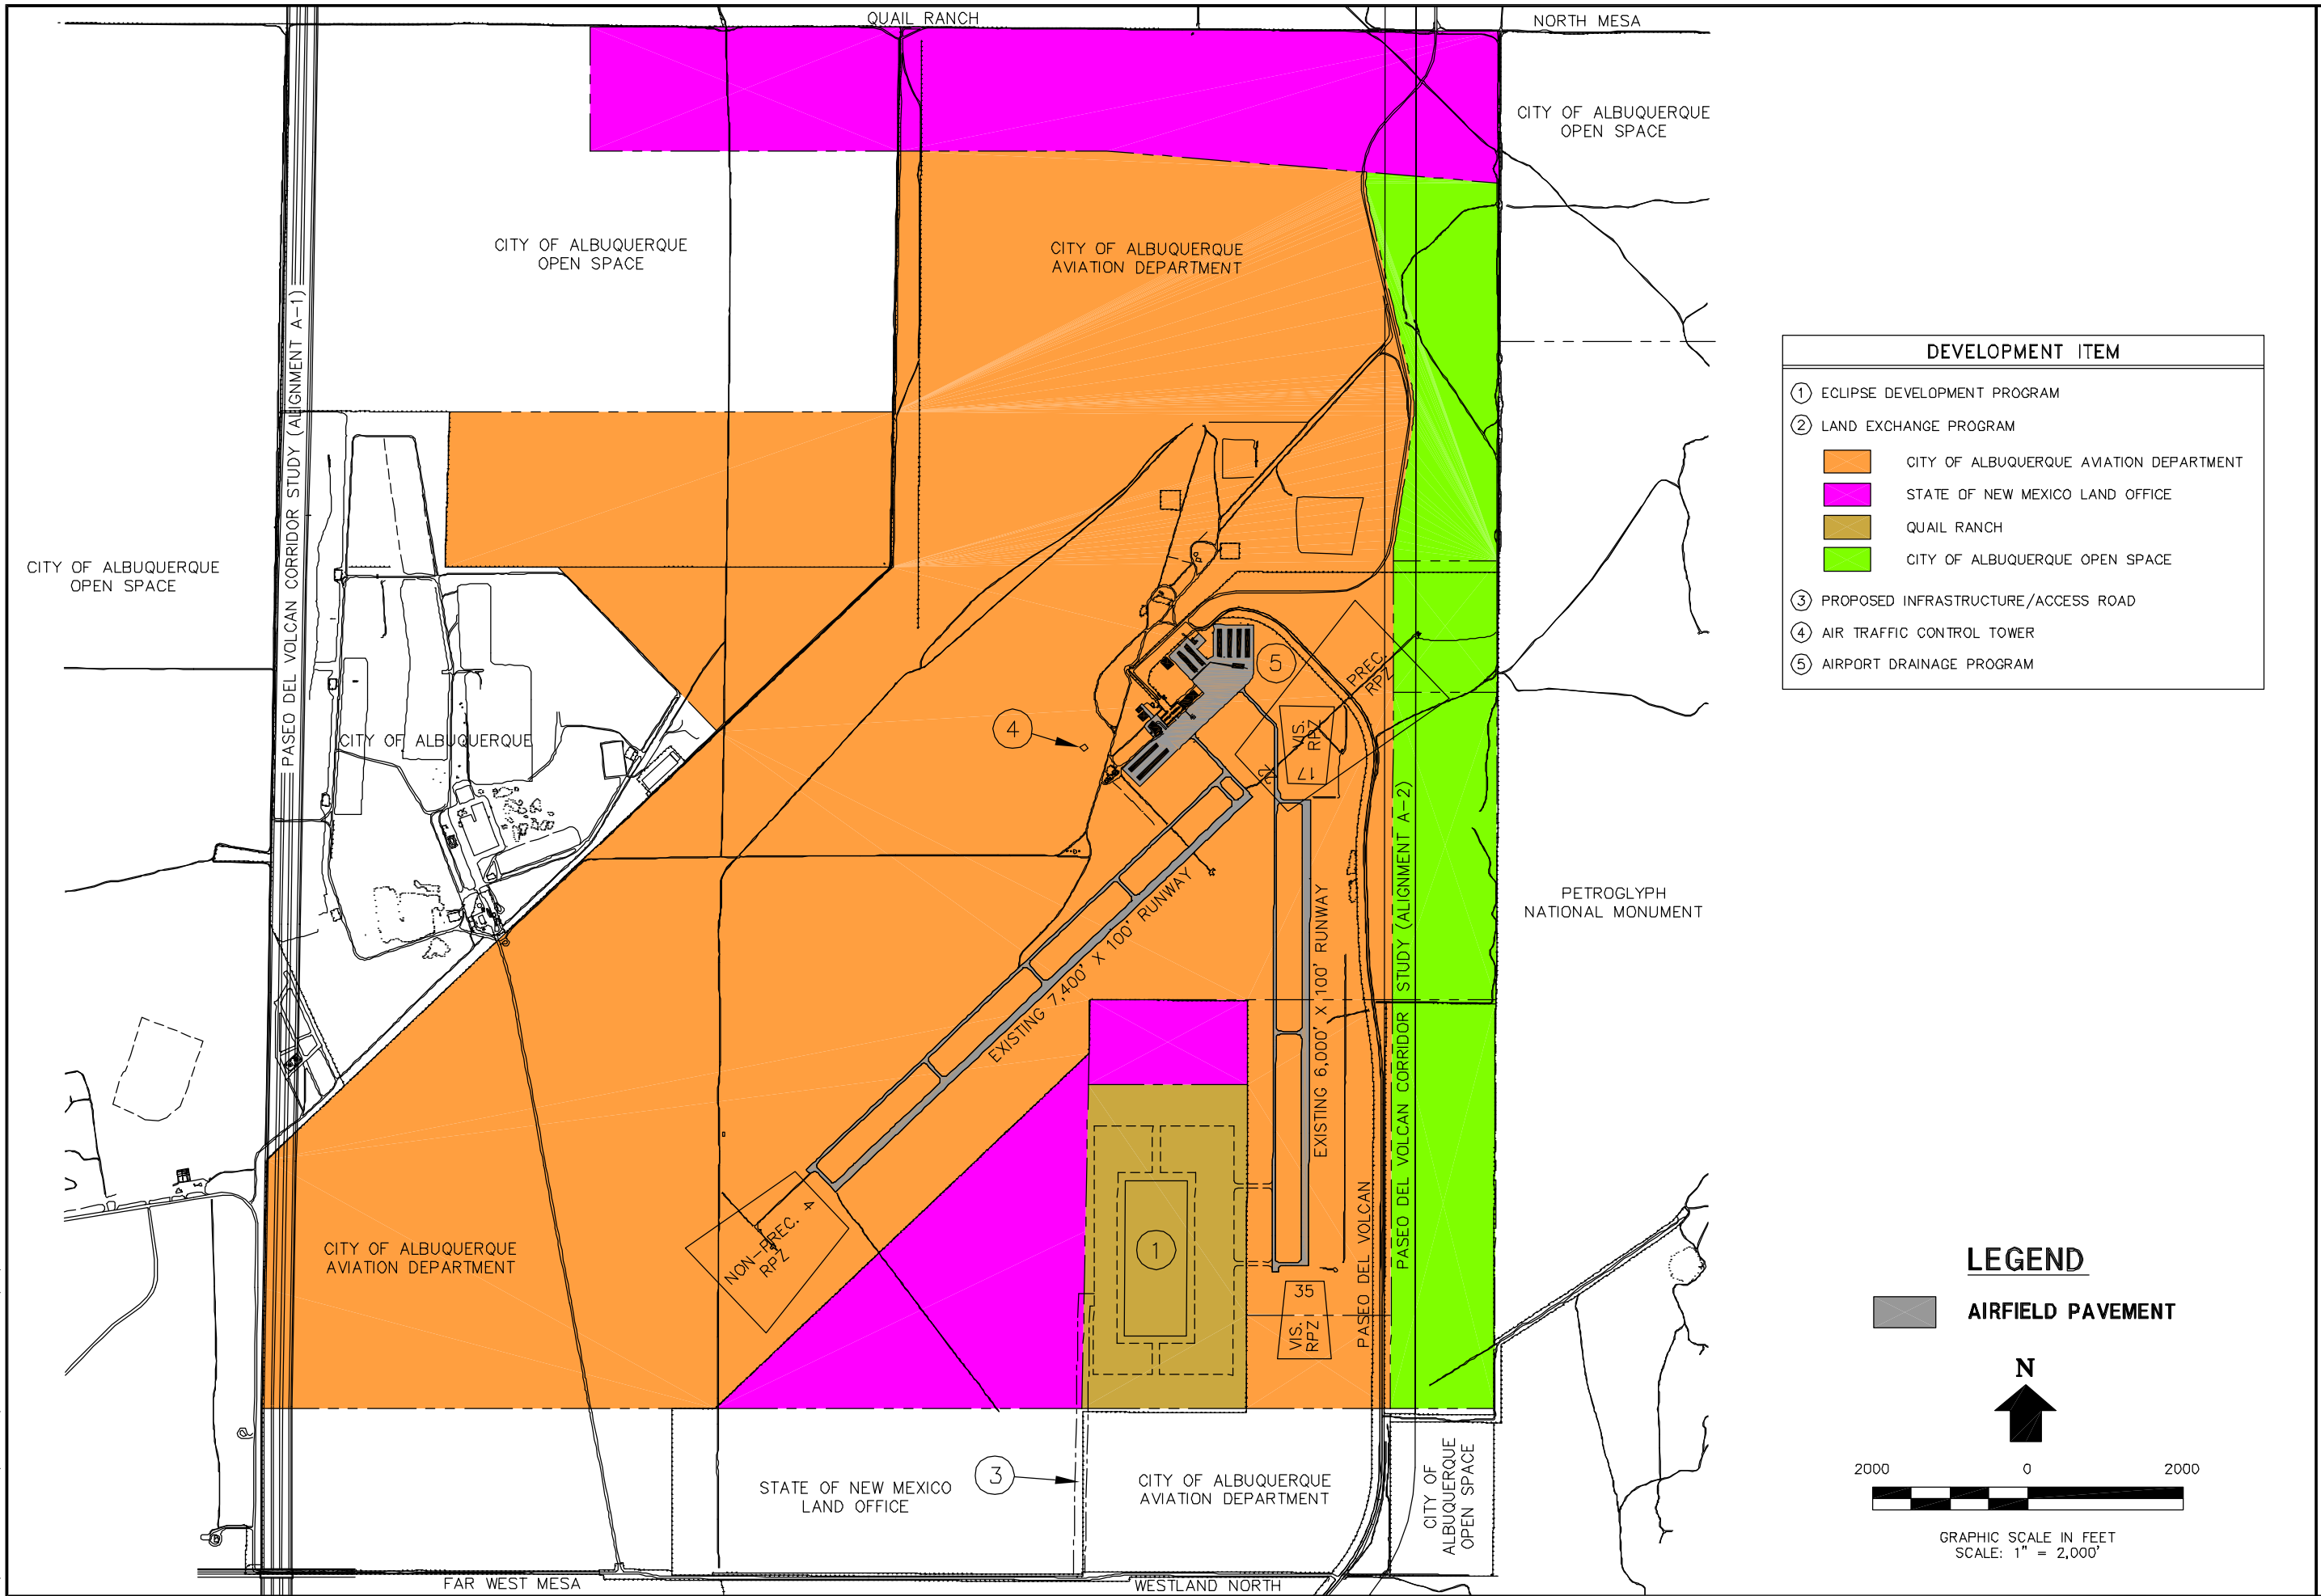 QUAIL RANCH
NORTH MESA
CITY OF ALBUQUERQUE
OPEN SPACE
CITY OF ALBUQUERQUE
OPEN SPACE
CITY OF ALBUQUERQUE
AVIATION DEPARTMENT
PASEO DEL VOLCAN CORRIDOR STUDY (ALIGNMENT A-1)
CITY OF ALBUQUERQUE
OPEN SPACE
DEVELOPMENT ITEM
1 ECLIPSE DEVELOPMENT PROGRAM
2 LAND EXCHANGE PROGRAM
CITY OF ALBUQUERQUE AVIATION DEPARTMENT
STATE OF NEW MEXICO LAND OFFICE
QUAIL RANCH
CITY OF ALBUQUERQUE OPEN SPACE
3 PROPOSED INFRASTRUCTURE/ACCESS ROAD
4 AIR TRAFFIC CONTROL TOWER
5 AIRPORT DRAINAGE PROGRAM
5
PREC.
RPZ
4
VIS.
RPZ
17
22
CITY OF ALBUQUERQUE
PASEO DEL VOLCAN CORRIDOR STUDY (ALIGNMENT A-2)
PETROGLYPH
NATIONAL MONUMENT
EXISTING 7,400' X 100' RUNWAY
EXISTING 6,000' X 100' RUNWAY
NON-PREC. 4
RPZ
CITY OF ALBUQUERQUE
AVIATION DEPARTMENT
1
35
VIS.
RPZ
PASEO DEL VOLCAN
LEGEND
AIRFIELD PAVEMENT
N
2000 0 2000
GRAPHIC SCALE IN FEET
SCALE: 1" = 2,000'
STATE OF NEW MEXICO
LAND OFFICE
3
CITY OF ALBUQUERQUE
AVIATION DEPARTMENT
CITY OF
ALBUQUERQUE
OPEN SPACE
FAR WEST MESA
WESTLAND NORTH